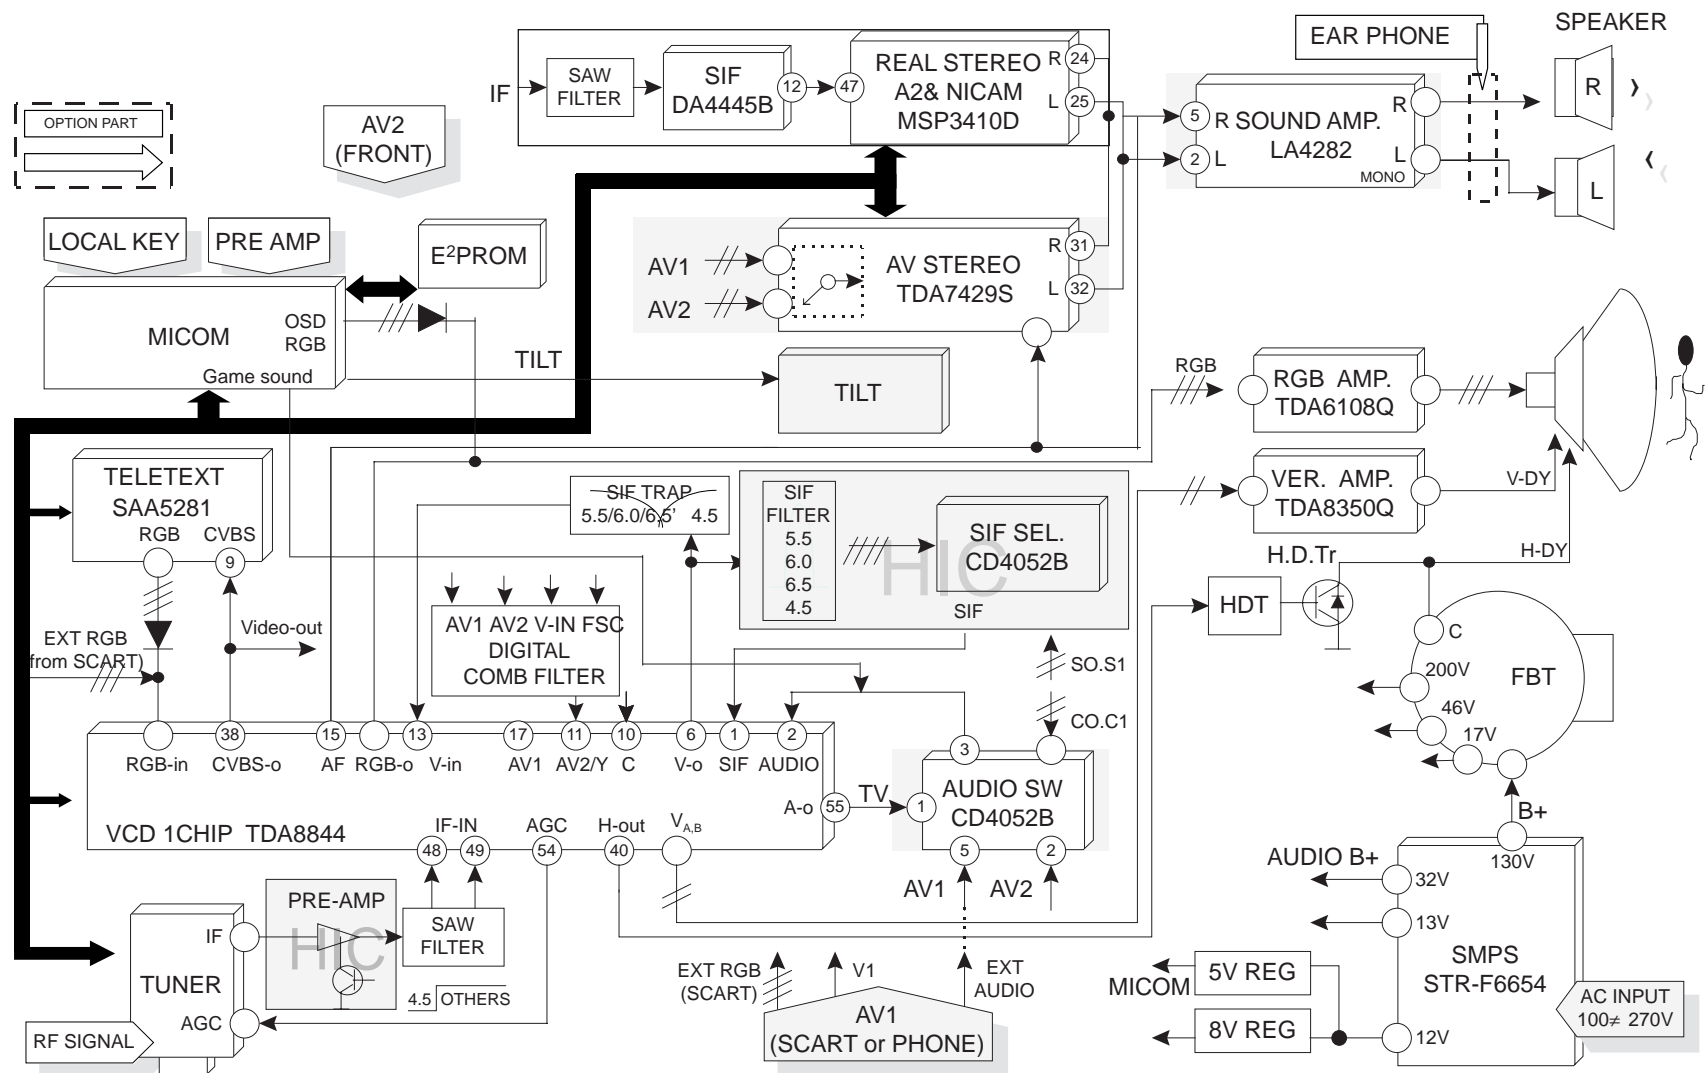 OPTION PART
AV2
(FRONT)
IF
SAW
FILTER
SIF
DA4445B
12
47
REAL STEREO
A2& NICAM
MSP3410D
R
24
L
25
EAR PHONE
SPEAKER
5
R SOUND AMP.
LA4282
2
L
R
L
MONO
R
L
LOCAL KEY
PRE AMP
E²PROM
MICOM
OSD
RGB
Game sound
TILT
TILT
AV1
AV2
AV STEREO
TDA7429S
R
31
L
32
RGB
RGB AMP.
TDA6108Q
VER. AMP.
TDA8350Q
V-DY
H-DY
TELETEXT
SAA5281
RGB
CVBS
9
SIF TRAP
5.5/6.0/6,5' 4.5
SIF
FILTER
5.5
6.0
6.5
4.5
HIC
SIF SEL.
CD4052B
SIF
H.D.Tr
HDT
C
200V
46V
17V
FBT
EXT RGB
(from SCART)
Video-out
AV1 AV2 V-IN FSC
DIGITAL
COMB FILTER
SO.S1
CO.C1
38
15
13
17
11
10
6
1
2
RGB-in
CVBS-o
AF
RGB-o
V-in
AV1
AV2/Y
C
V-o
SIF
AUDIO
A-o
55
TV
VCD 1CHIP TDA8844
IF-IN
AGC
H-out
VA,B
48
49
54
40
3
1
AUDIO SW
CD4052B
5
2
AV1
AV2
B+
130V
AUDIO B+
32V
13V
SMPS
STR-F6654
12V
5V REG
MICOM
8V REG
AC INPUT
100≠ 270V
PRE-AMP
HIC
SAW
FILTER
4.5
OTHERS
TUNER
IF
AGC
RF SIGNAL
EXT RGB
(SCART)
V1
EXT
AUDIO
AV1
(SCART or PHONE)